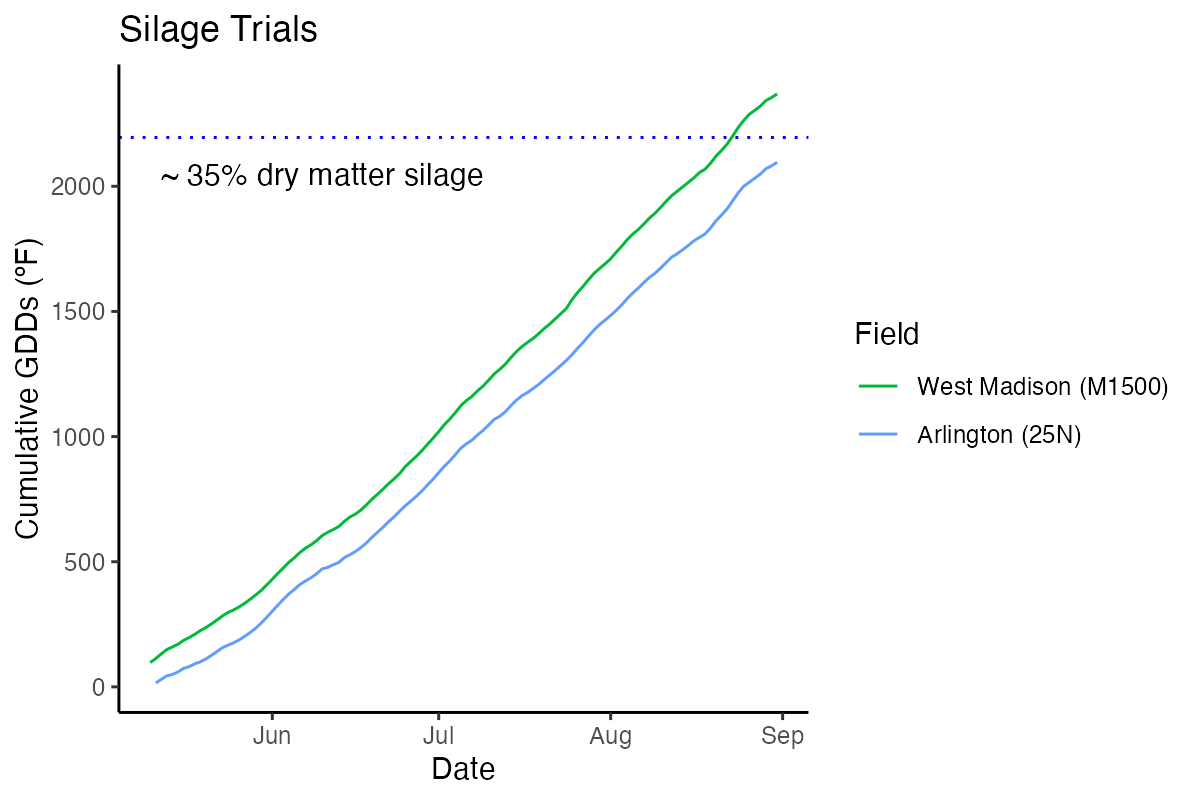 Silage Trials
~ 35% dry matter silage
Cumulative GDDs (°F)
2000
1500
1000
500
0
Jun
Jul
Aug
Sep
Date
Field
West Madison (M1500)
Arlington (25N)